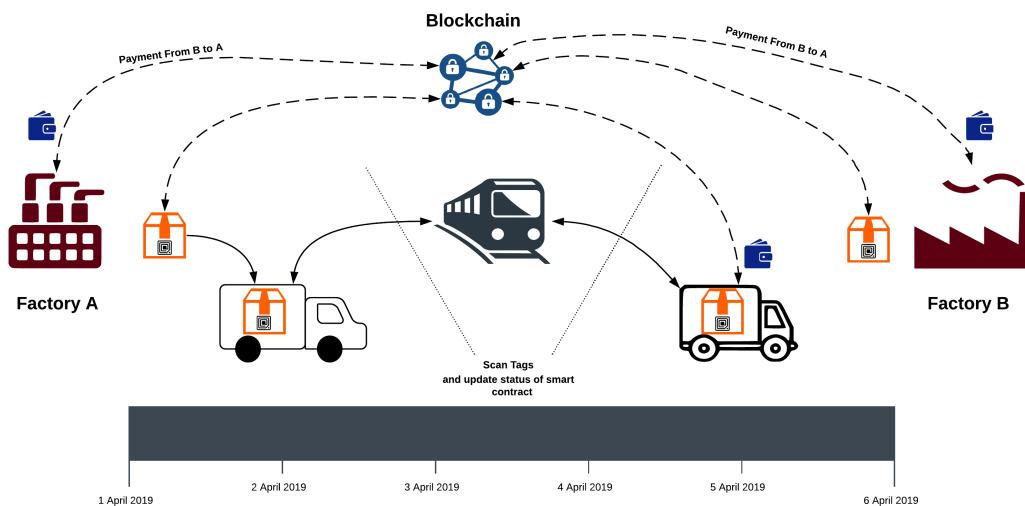 Blockchain
Payment From B to A
Payment From B to A
Factory A
Factory B
Scan Tags
and update status of smart
contract
1 April 2019
2 April 2019
3 April 2019
4 April 2019
5 April 2019
6 April 2019